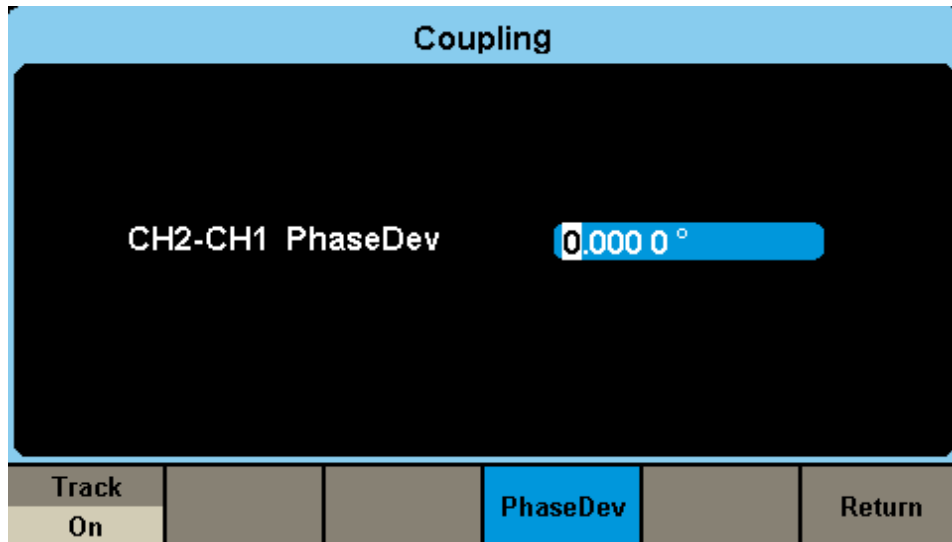 Coupling
CH2-CH1 PhaseDev 0.000 0 °
Track
On
PhaseDev
Return